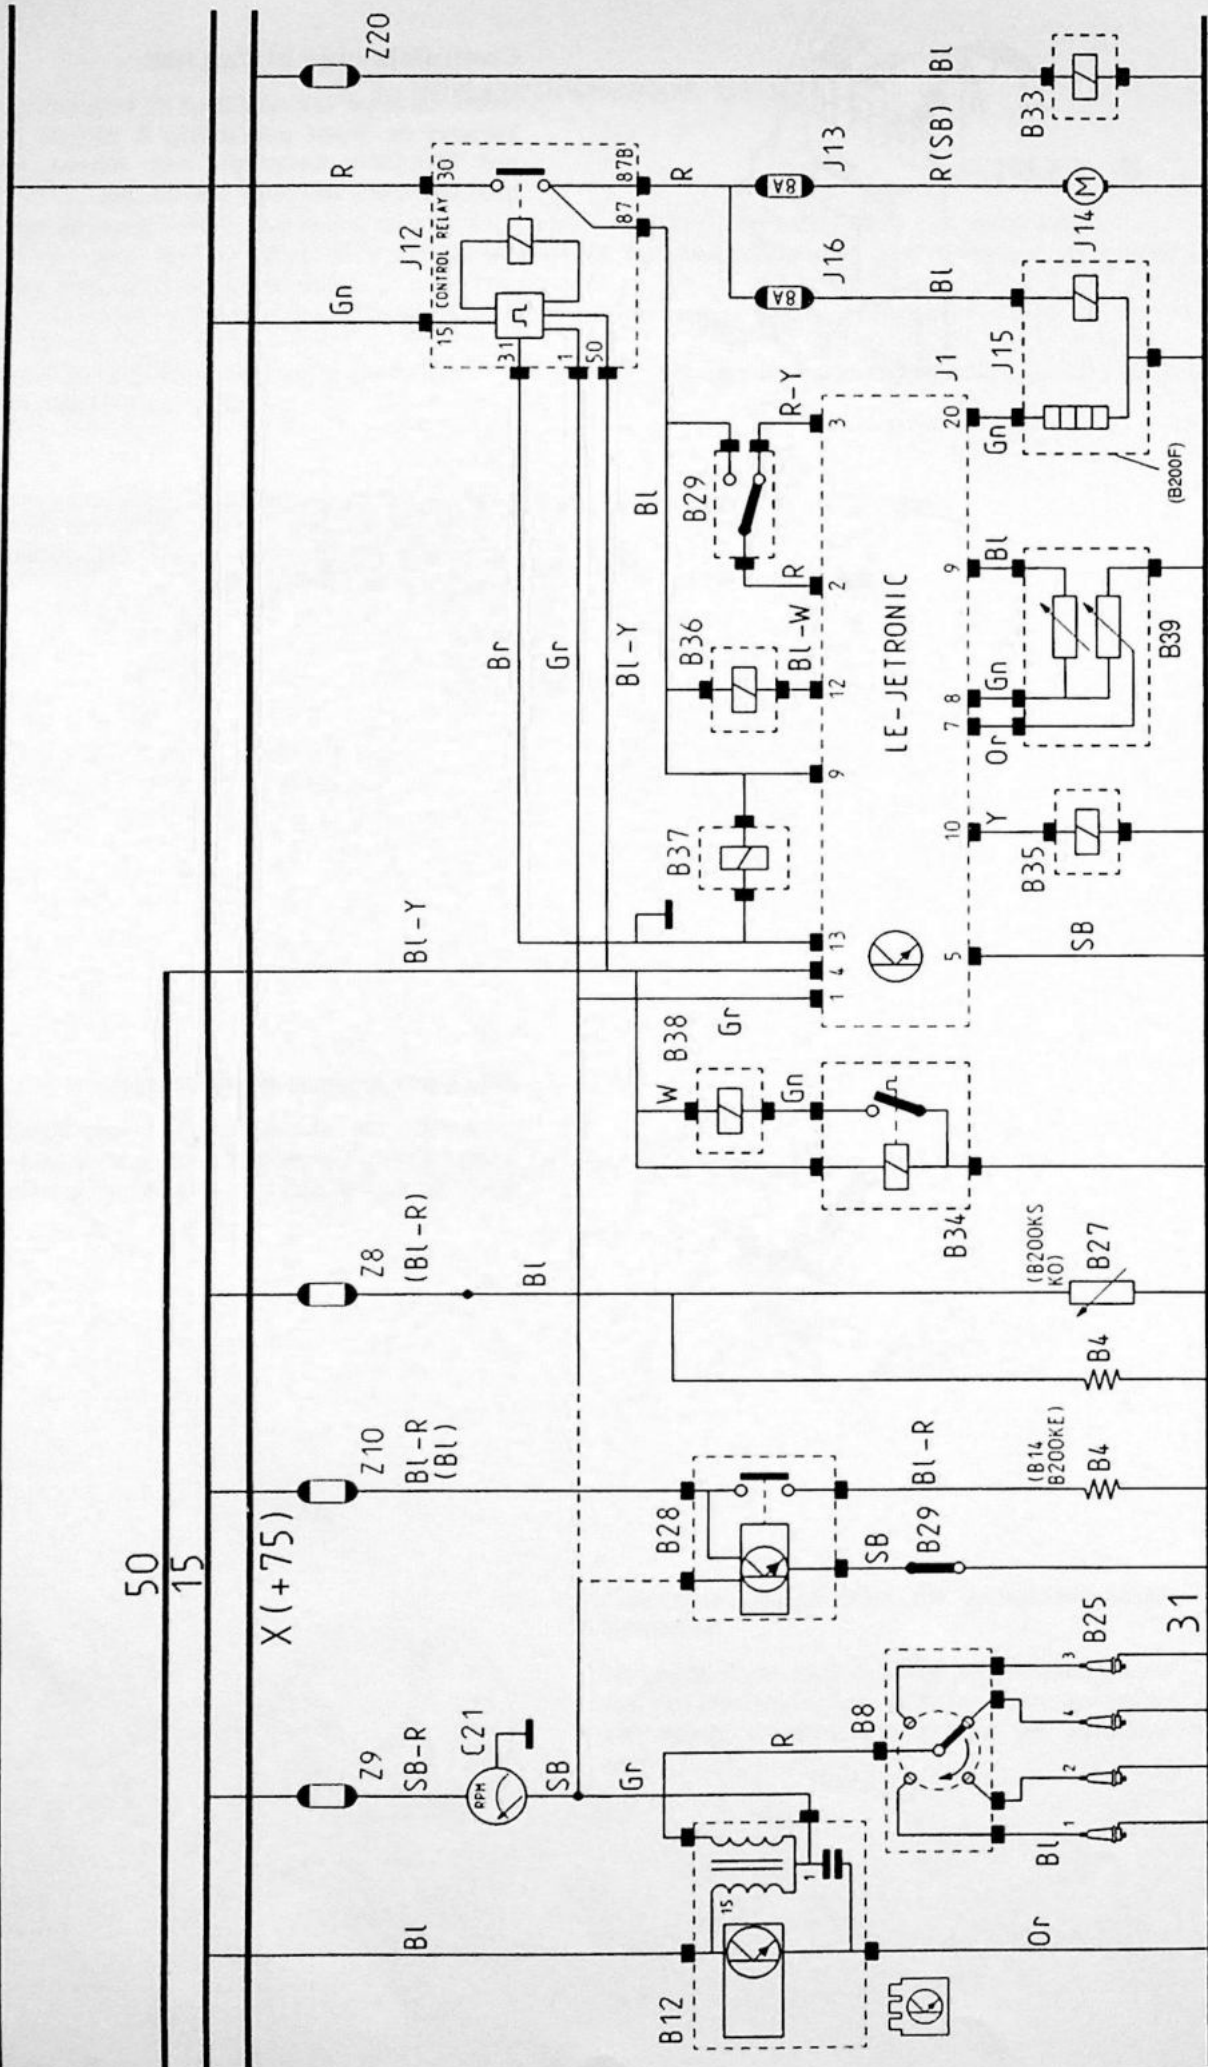 50
15
X (+75)
Z9
SB-R
C21
RPM
SB
Gr
Bl
B12
15
1
Or
R
B8
Bl
1
2
4
3
B25
31
Z10
Bl-R
(Bl)
B28
SB
B29
Bl-R
(B14
B200KE)
B4
Z8
(Bl-R)
Bl
B4
(B200KS
KO)
B27
Bl-Y
W
B38
Gr
Gn
B34
1
4
13
5
SB
LE-JETRONIC
B37
9
10
Y
B35
Br
Gr
Bl-Y
Bl
B36
Bl-W
12
B29
R
2
R-Y
3
7
8
9
Or
Gn
Bl
B39
20
J1
Gn
J15
(B200F)
Gn
J12
R
15
CONTROL RELAY
30
31
1
50
87
87B
R
8A
J16
Bl
8A
J13
R(SB)
J14
M
Z20
Bl
B33